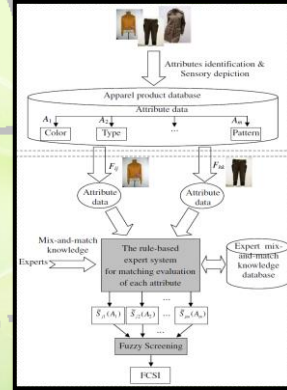 Attributes identification &
Sensory depiction
Apparel product database
Attribute data
A₁ A₂ ... Aₘ
Color Type Pattern
Attribute
data
Attribute
data
Mix-and-match
knowledge
Experts
The rule-based
expert system
for matching evaluation
of each attribute
Expert mix-
and-match
knowledge
database
...
Fuzzy Screening
FCSI